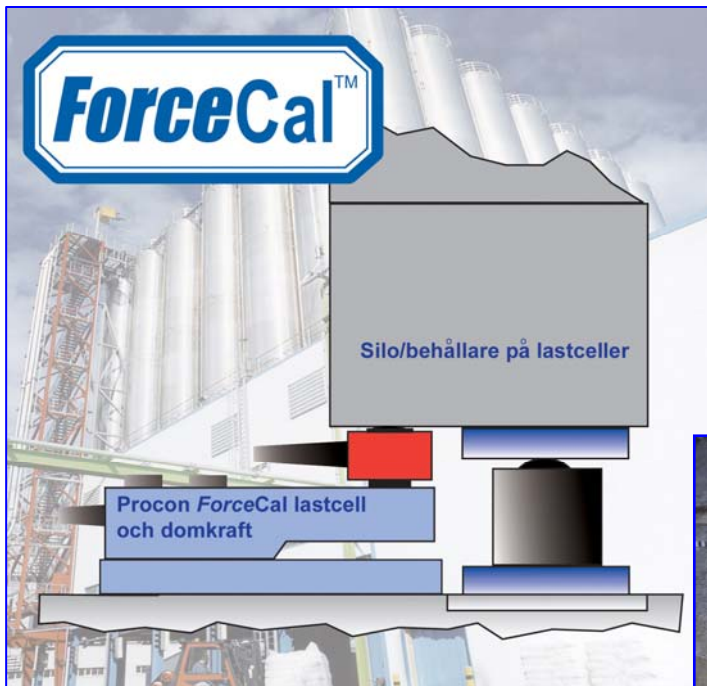 ForceCal™
Silo/behållare på lastceller
Procon ForceCal lastcell
och domkraft